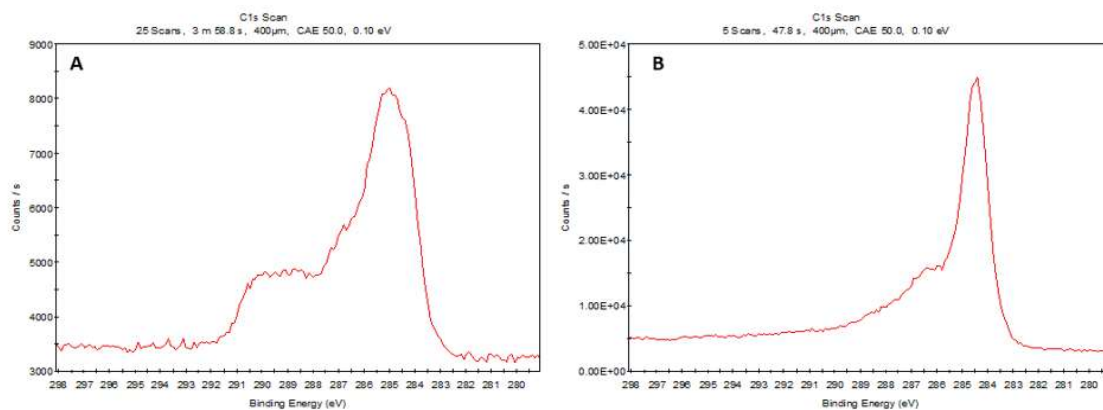 C1s Scan
25 Scans, 3 m 58.8 s, 400µm, CAE 50.0, 0.10 eV
A
9000
8000
7000
6000
5000
4000
3000
Counts / s
298 297 296 295 294 293 292 291 290 289 288 287 286 285 284 283 282 281 280
Binding Energy (eV)
C1s Scan
5 Scans, 47.8 s, 400µm, CAE 50.0, 0.10 eV
B
5.00E+04
4.00E+04
3.00E+04
2.00E+04
1.00E+04
0.00E+00
Counts / s
298 297 296 295 294 293 292 291 290 289 288 287 286 285 284 283 282 281 280
Binding Energy (eV)